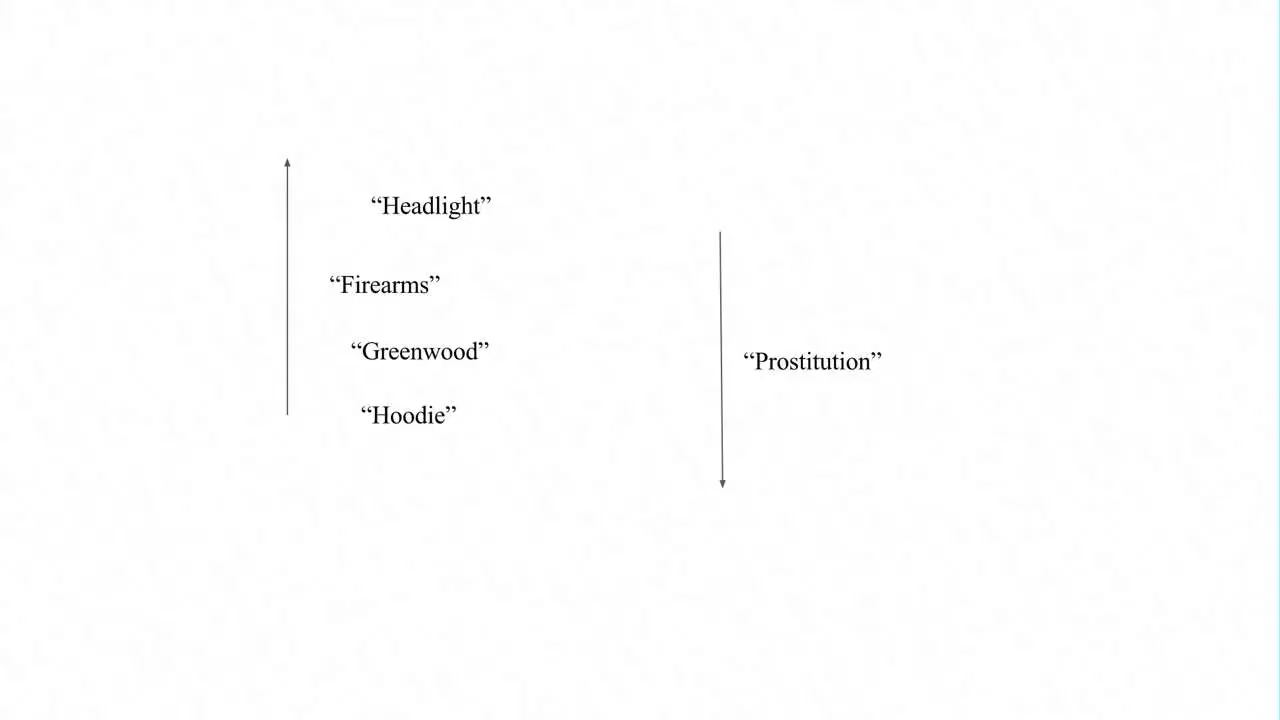 “Headlight”
“Firearms”
“Greenwood”
“Hoodie”
“Prostitution”